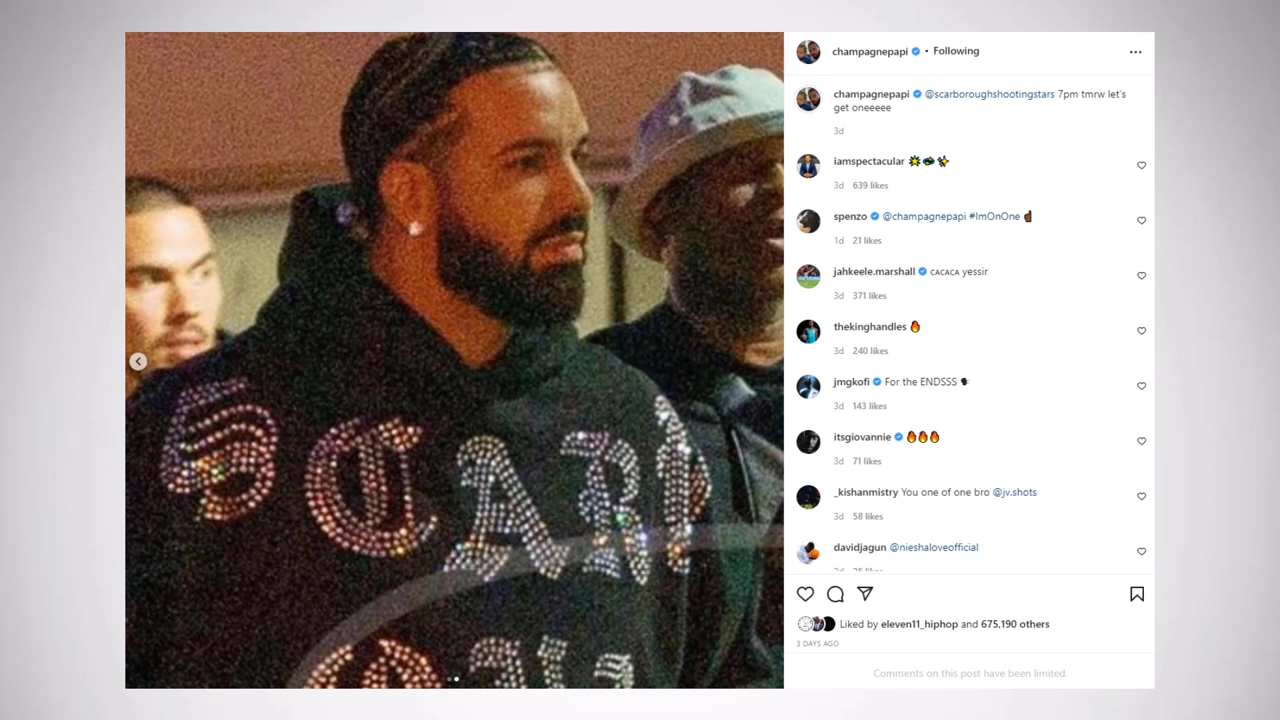 champagnepapi • Following
champagnepapi @scarboroughshootingstars 7pm tmrw let's
get oneeeee
3d
iamspectacular
3d 639 likes
spenzo @champagnepapi #ImOnOne
1d 21 likes
jahkeele.marshall CACACA yessir
3d 371 likes
thekinghandles
3d 240 likes
jmgkofi For the ENDSSS
3d 143 likes
itsgiovannie
3d 71 likes
_kishanmistry You one of one bro @jv.shots
3d 58 likes
davidjagun @nieshaloveofficial
Liked by eleven11_hiphop and 675,190 others
3 DAYS AGO
Comments on this post have been limited.
SCARB